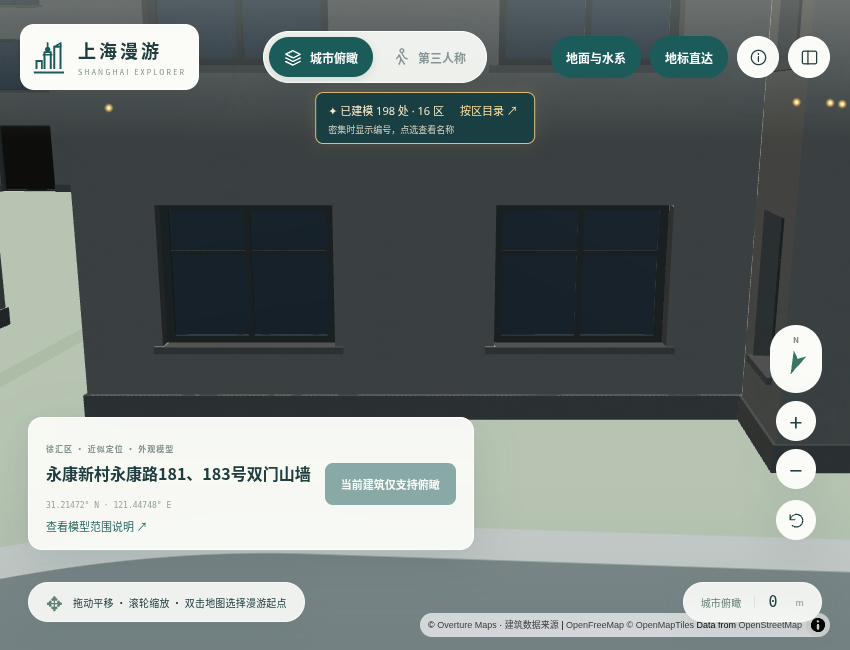 上海漫游
SHANGHAI EXPLORER
城市俯瞰
第三人称
地面与水系
地标直达
✦ 已建模 198 处 · 16 区 按区目录 ↗
密集时显示编号，点选查看名称
N
+
−
徐汇区 · 近似定位 · 外观模型
永康新村永康路181、183号双门山墙
当前建筑仅支持俯瞰
31.21472° N · 121.44748° E
查看模型范围说明 ↗
拖动平移 · 滚轮缩放 · 双击地图选择漫游起点
城市俯瞰 0 m
© Overture Maps · 建筑数据来源 | OpenFreeMap © OpenMapTiles Data from OpenStreetMap